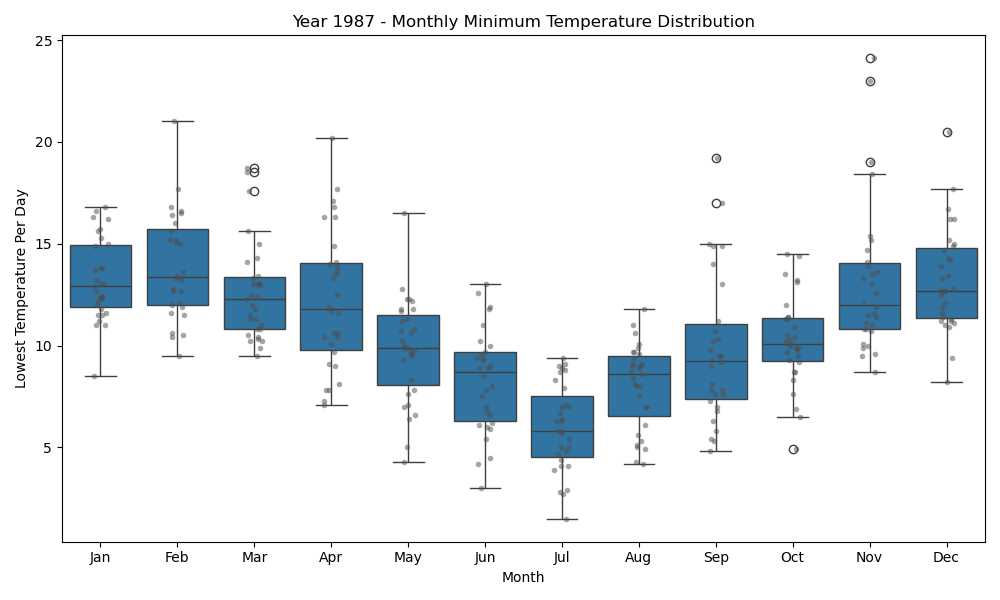 Year 1987 - Monthly Minimum Temperature Distribution
Lowest Temperature Per Day
25
20
15
10
5
Jan Feb Mar Apr May Jun Jul Aug Sep Oct Nov Dec
Month